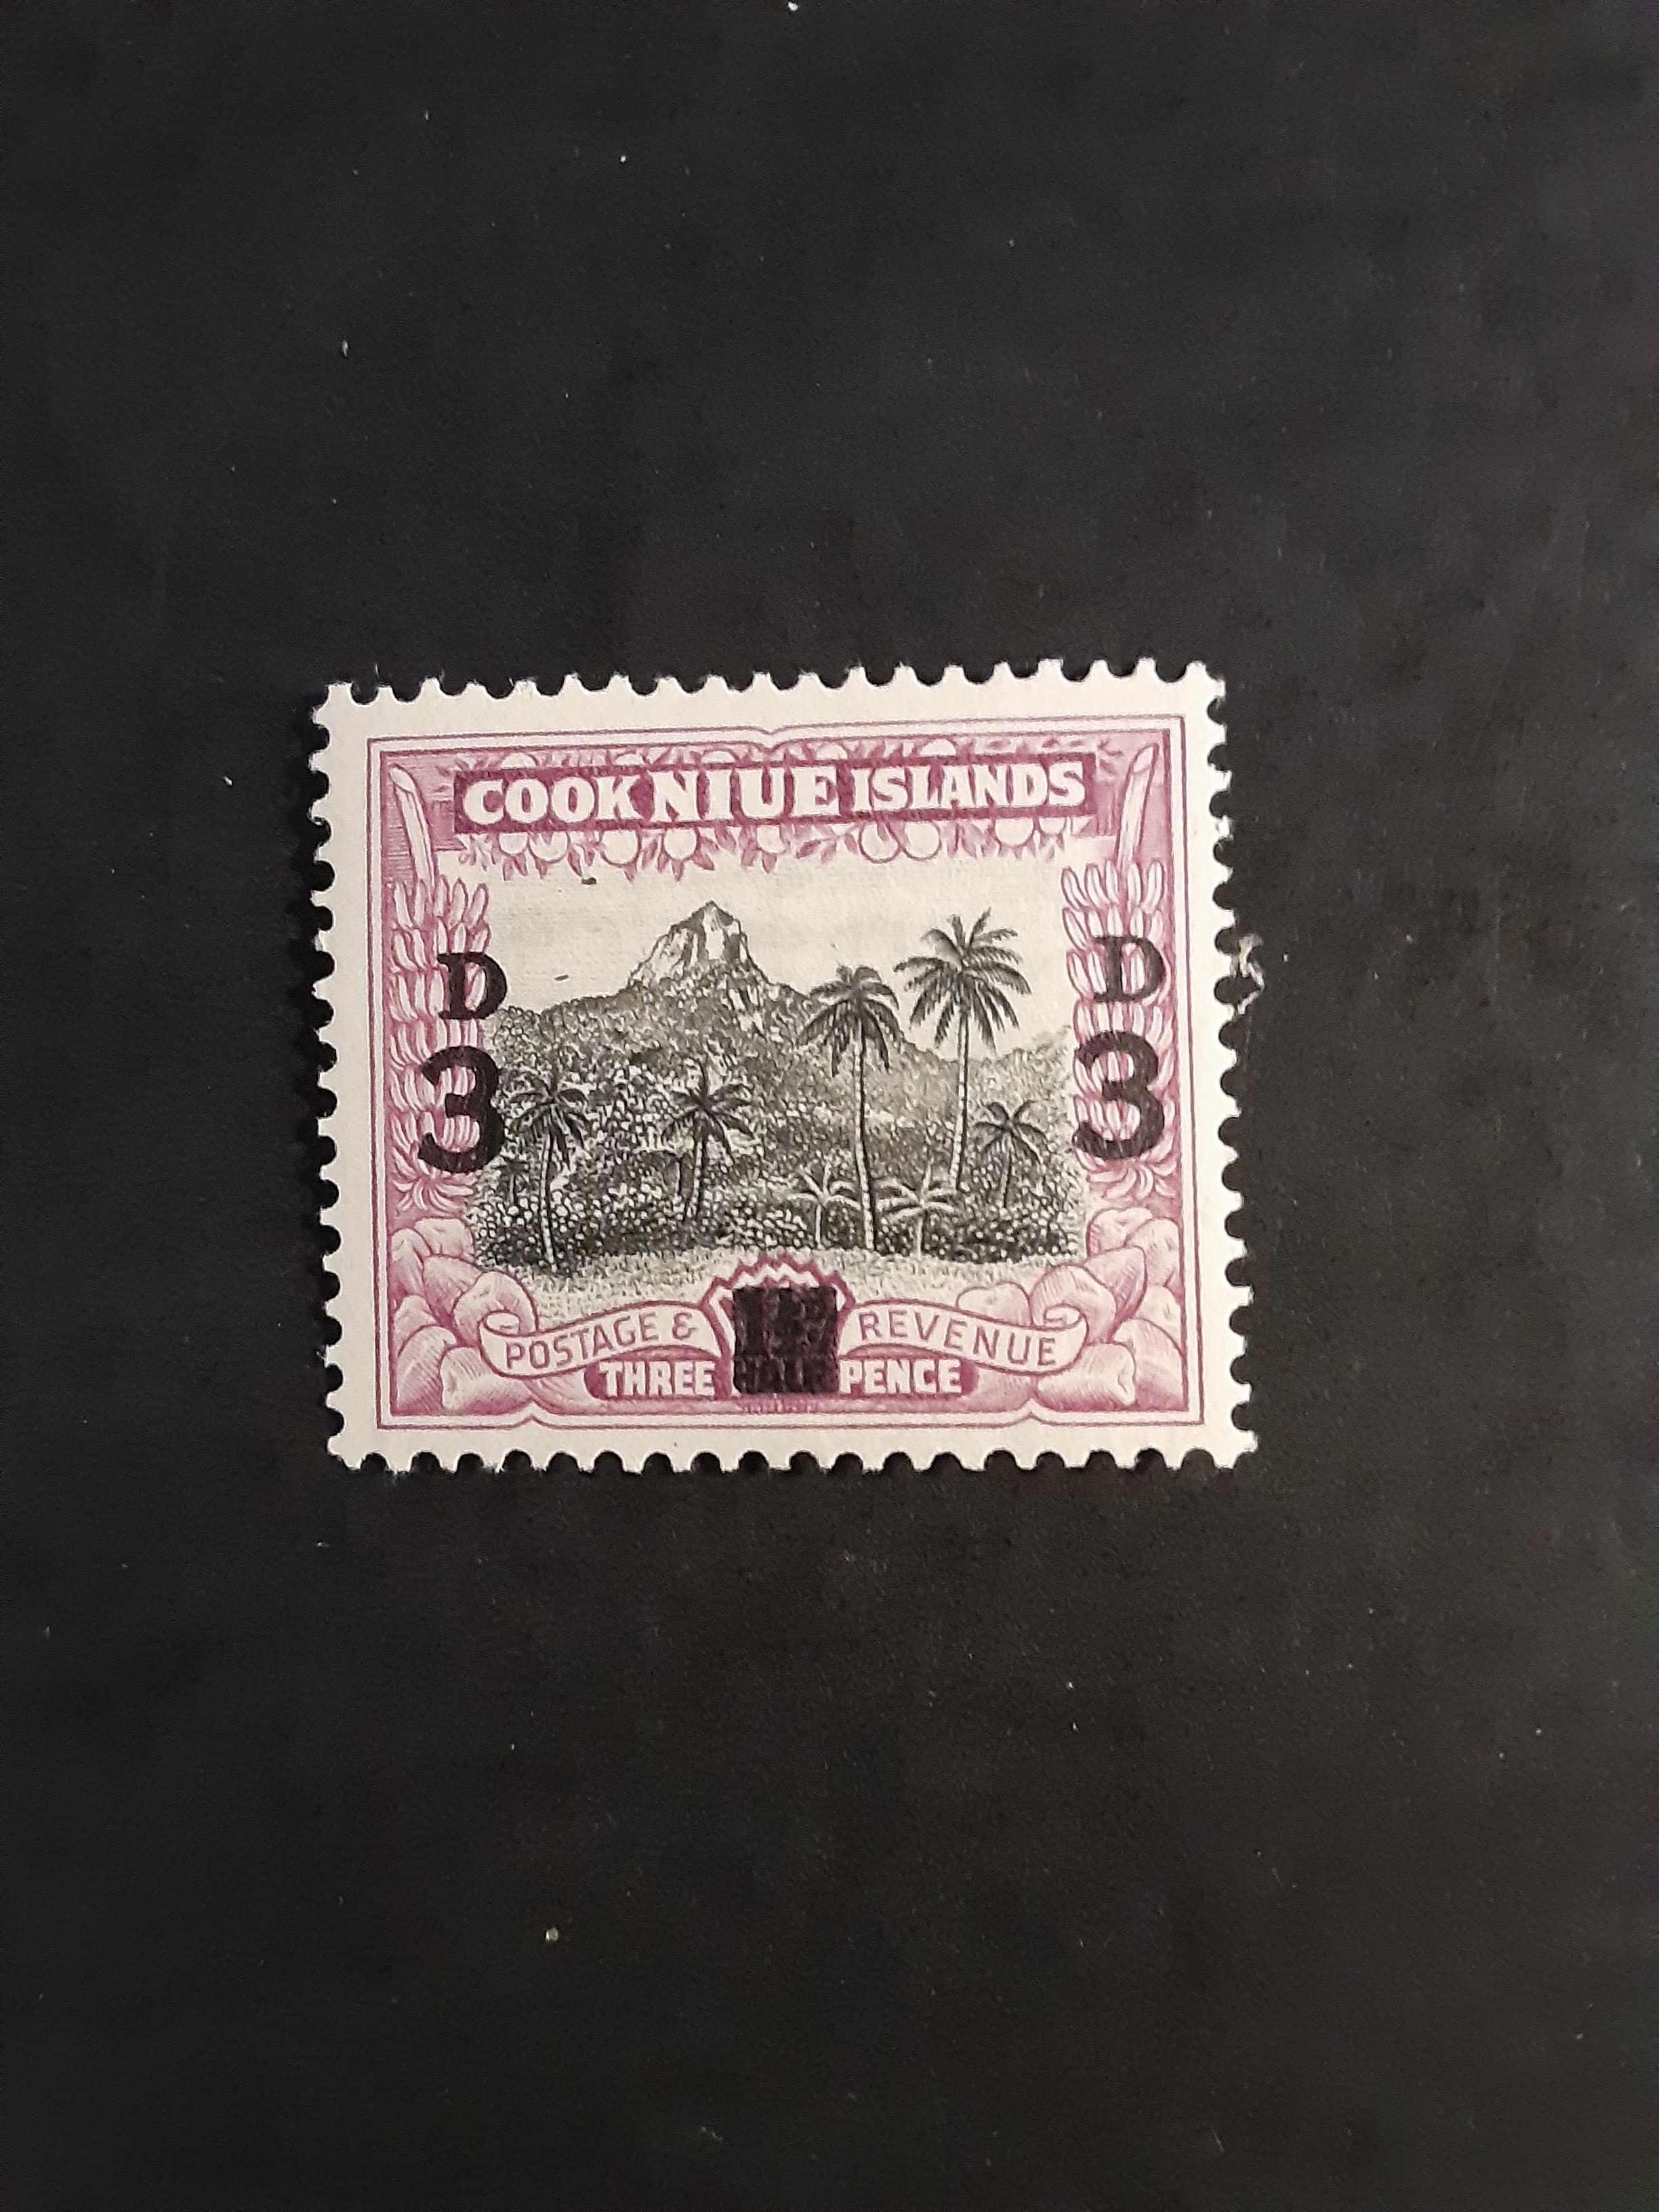 COOK NIUE ISLANDS
D D
3 3
POSTAGE & REVENUE
THREE PENCE